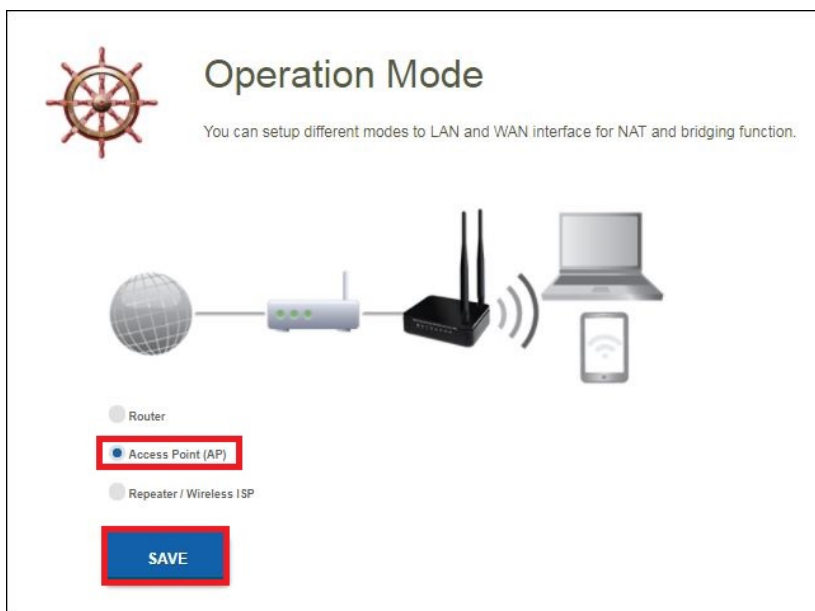 Operation Mode
You can setup different modes to LAN and WAN interface for NAT and bridging function.
Router
Access Point (AP)
Repeater / Wireless ISP
SAVE